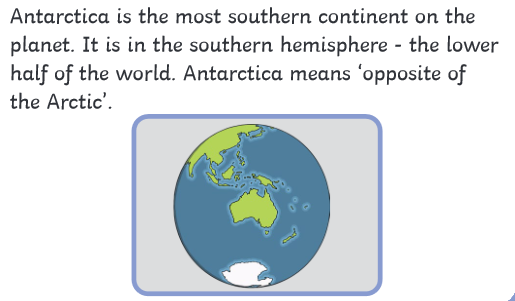 Antarctica is the most southern continent on the
planet. It is in the southern hemisphere - the lower
half of the world. Antarctica means ‘opposite of
the Arctic’.